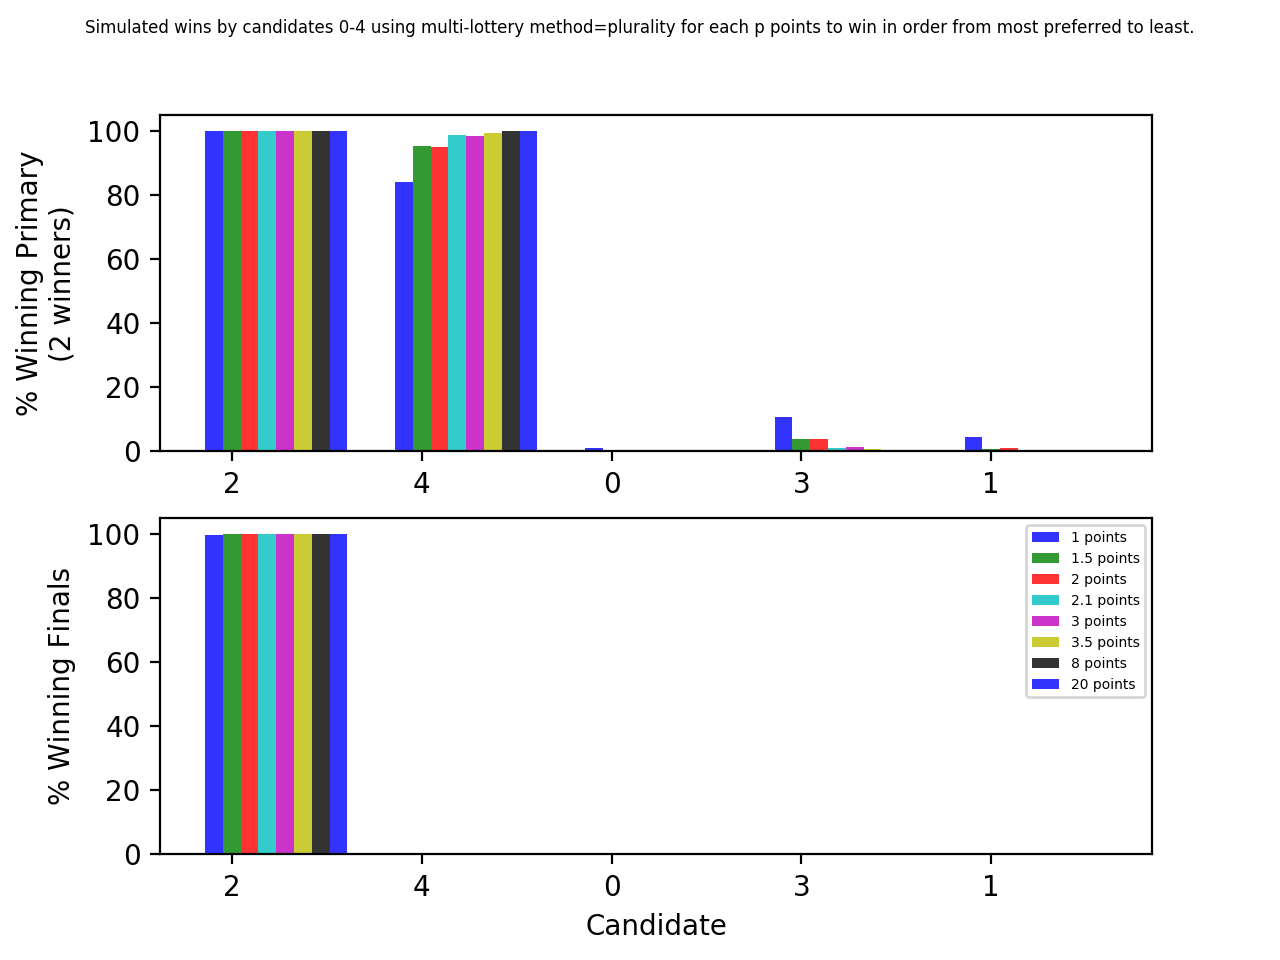 Simulated wins by candidates 0-4 using multi-lottery method=plurality for each p points to win in order from most preferred to least.
% Winning Primary
(2 winners)
100
80
60
40
20
0
2 4 0 3 1
% Winning Finals
100
80
60
40
20
0
1 points
1.5 points
2 points
2.1 points
3 points
3.5 points
8 points
20 points
2 4 0 3 1
Candidate